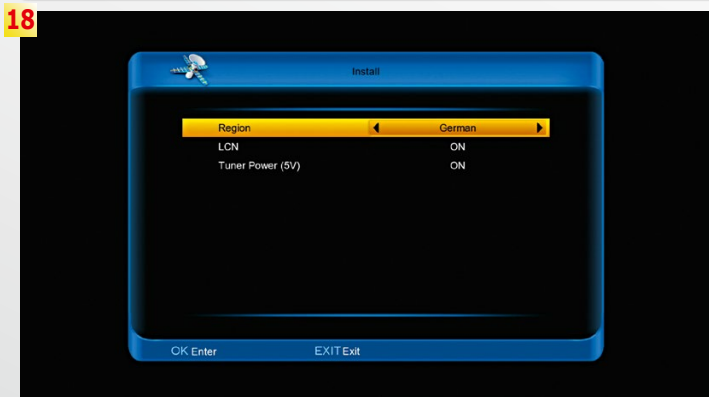 18
Install
Region German
LCN ON
Tuner Power (5V) ON
OK Enter EXIT Exit